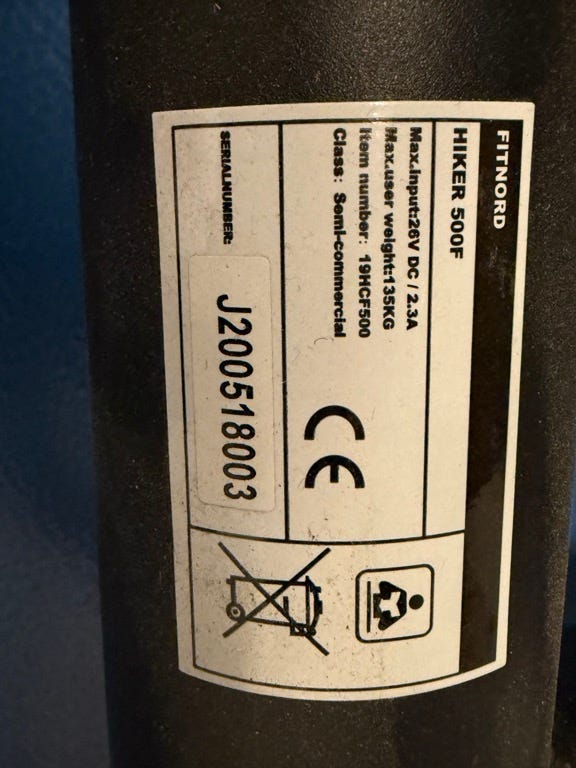 FITNORD
HIKER 500F
Max.input:26V DC / 2.3A
Max.user weight:135KG
Item number: 19HCF500
Class: Semi-commercial
CE
SERIALNUMBER:
J200518003